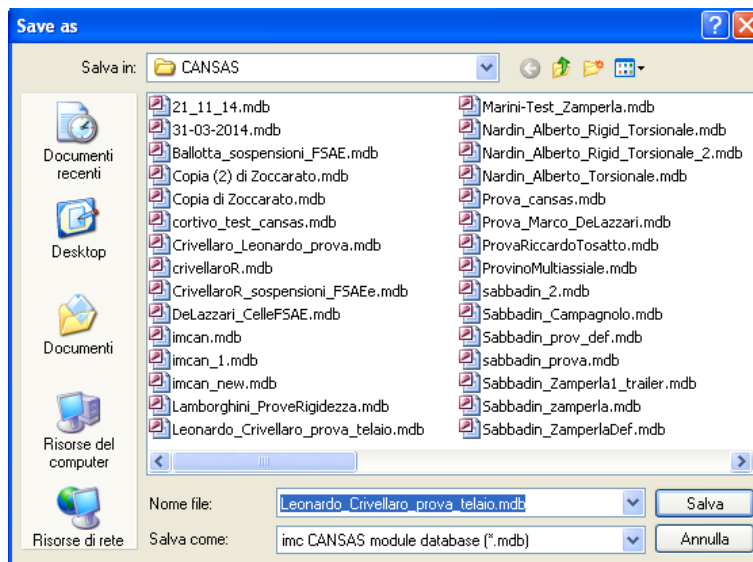 Save as
Salva in: CANSAS
Documenti recenti
Desktop
Documenti
Risorse del computer
Risorse di rete
21_11_14.mdb
31-03-2014.mdb
Ballotta_sospensioni_FSAE.mdb
Copia (2) di Zoccarato.mdb
Copia di Zoccarato.mdb
cortivo_test_cansas.mdb
Crivellaro_Leonardo_prova.mdb
crivellaroR.mdb
CrivellaroR_sospensioni_FSAEe.mdb
DeLazzari_CelleFSAE.mdb
imcan.mdb
imcan_1.mdb
imcan_new.mdb
Lamborghini_ProveRigidezza.mdb
Leonardo_Crivellaro_prova_telaio.mdb
Marini-Test_Zamperla.mdb
Nardin_Alberto_Rigid_Torsionale.mdb
Nardin_Alberto_Rigid_Torsionale_2.mdb
Nardin_Alberto_Torsionale.mdb
Prova_cansas.mdb
Prova_Marco_DeLazzari.mdb
ProvaRiccardoTosatto.mdb
ProvinoMultiassiale.mdb
sabbadin_2.mdb
Sabbadin_Campagnolo.mdb
Sabbadin_prov_def.mdb
sabbadin_prova.mdb
Sabbadin_Zamperla1_trailer.mdb
Sabbadin_zamperla.mdb
Sabbadin_ZamperlaDef.mdb
Nome file: Leonardo_Crivellaro_prova_telaio.mdb Salva
Salva come: imc CANSAS module database (*.mdb) Annulla